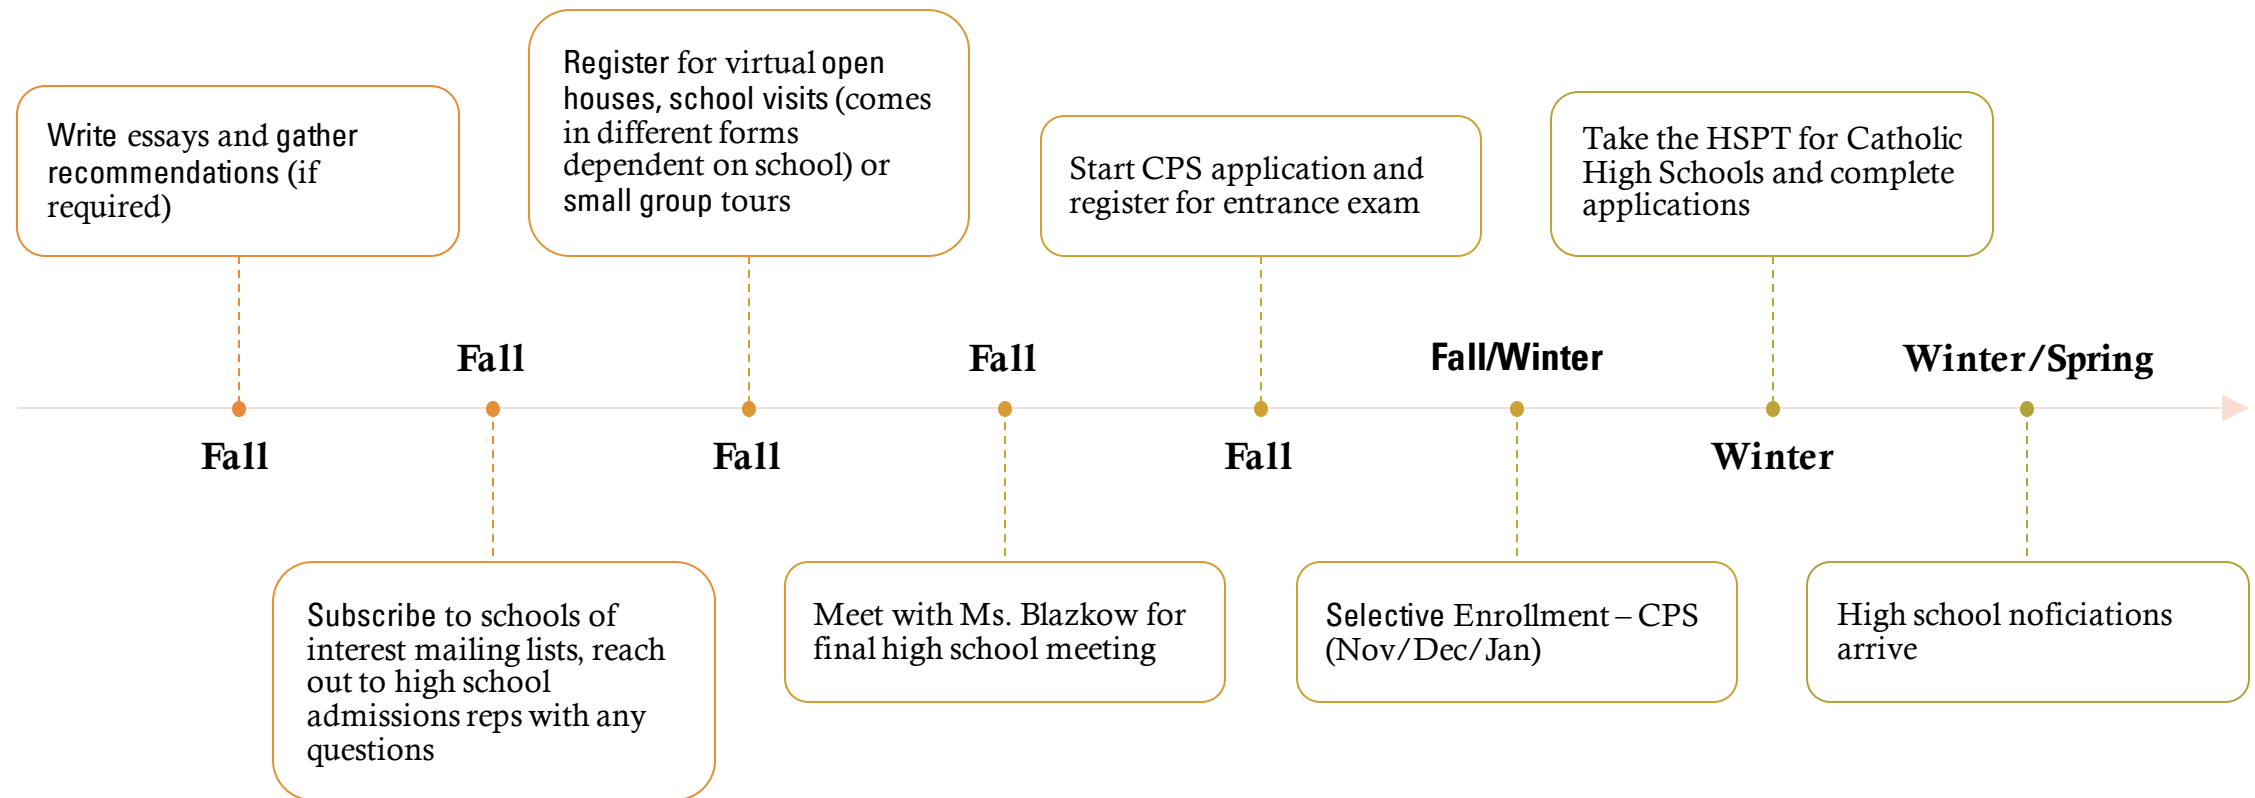 Write essays and gather
recommendations (if
required)
Fall
Fall
Subscribe to schools of
interest mailing lists, reach
out to high school
admissions reps with any
questions
Register for virtual open
houses, school visits (comes
in different forms
dependent on school) or
small group tours
Fall
Fall
Meet with Ms. Blazkow for
final high school meeting
Start CPS application and
register for entrance exam
Fall
Fall/Winter
Selective Enrollment – CPS
(Nov/Dec/Jan)
Take the HSPT for Catholic
High Schools and complete
applications
Winter
Winter/Spring
High school noficiations
arrive